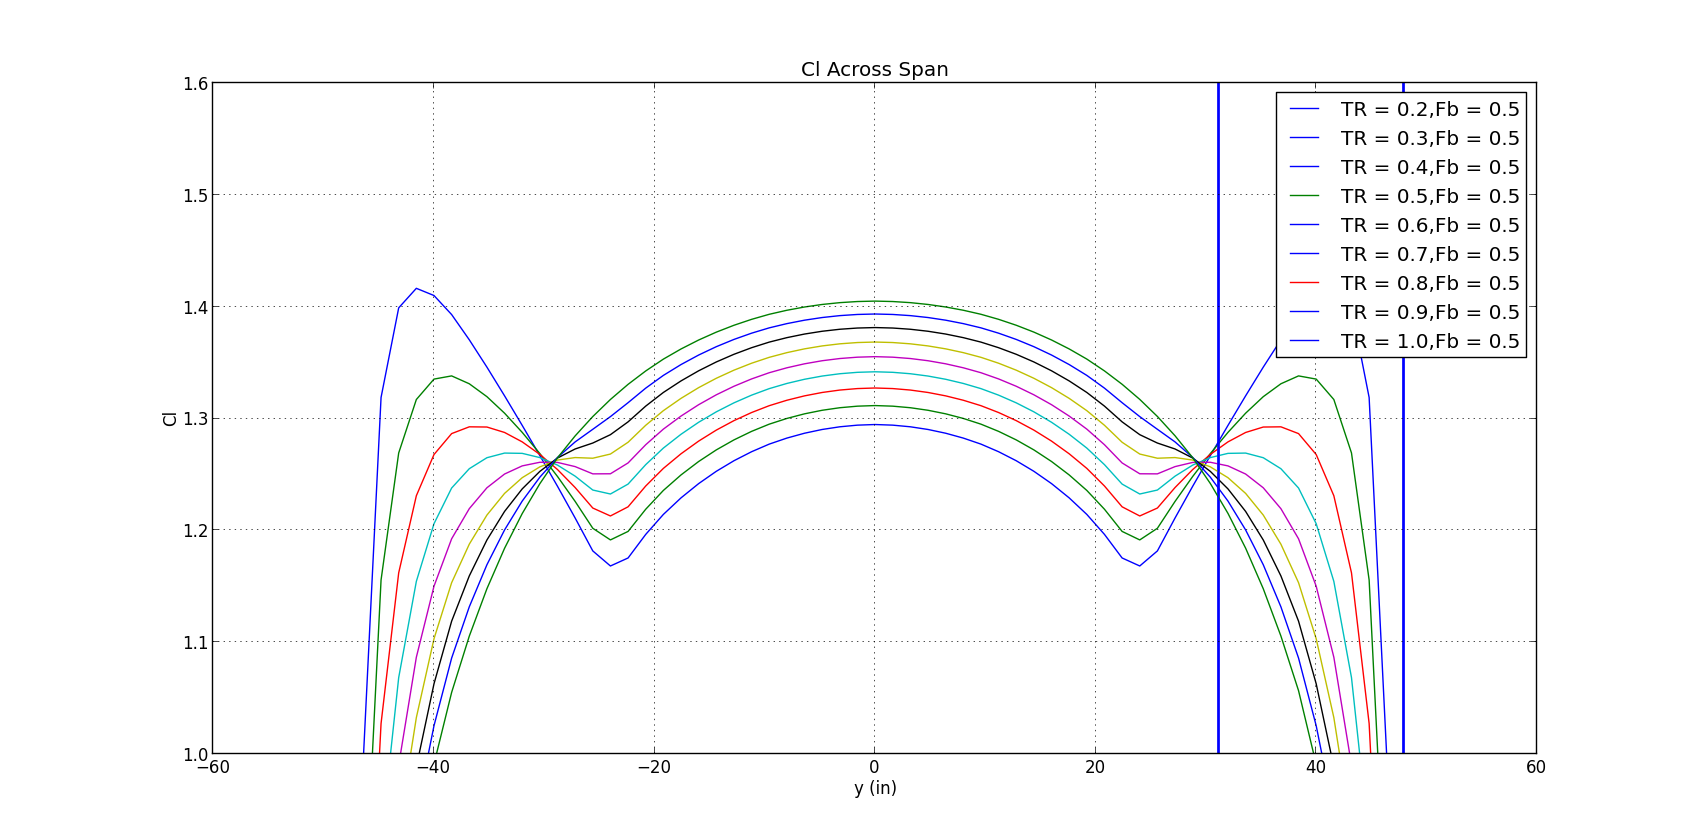 Cl Across Span
1.6
1.5
1.4
1.3
1.2
1.1
1.0
Cl
TR = 0.2,Fb = 0.5
TR = 0.3,Fb = 0.5
TR = 0.4,Fb = 0.5
TR = 0.5,Fb = 0.5
TR = 0.6,Fb = 0.5
TR = 0.7,Fb = 0.5
TR = 0.8,Fb = 0.5
TR = 0.9,Fb = 0.5
TR = 1.0,Fb = 0.5
−60 −40 −20 0 20 40 60
y (in)